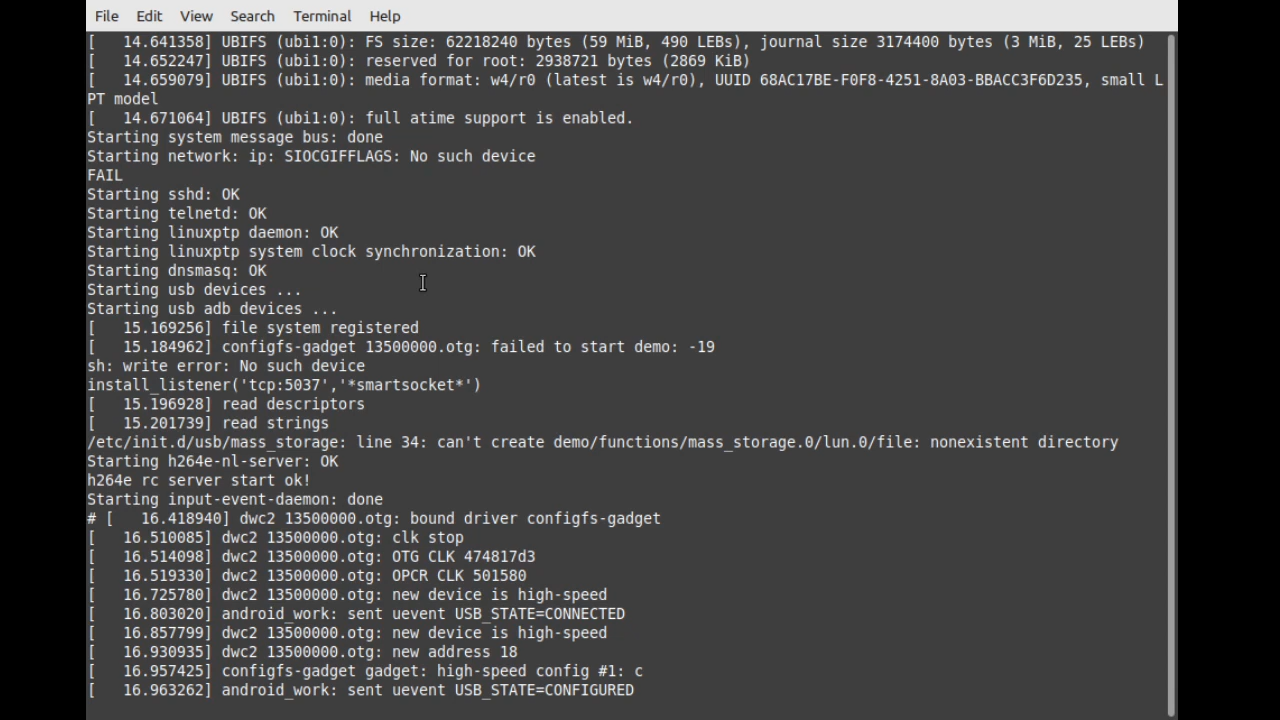 File Edit View Search Terminal Help
[   14.641358] UBIFS (ubi1:0): FS size: 62218240 bytes (59 MiB, 490 LEBs), journal size 3174400 bytes (3 MiB, 25 LEBs)
[   14.652247] UBIFS (ubi1:0): reserved for root: 2938721 bytes (2869 KiB)
[   14.659079] UBIFS (ubi1:0): media format: w4/r0 (latest is w4/r0), UUID 68AC17BE-F0F8-4251-8A03-BBACC3F6D235, small L
PT model
[   14.671064] UBIFS (ubi1:0): full atime support is enabled.
Starting system message bus: done
Starting network: ip: SIOCGIFFLAGS: No such device
FAIL
Starting sshd: OK
Starting telnetd: OK
Starting linuxptp daemon: OK
Starting linuxptp system clock synchronization: OK
Starting dnsmasq: OK
Starting usb devices ...
Starting usb adb devices ...
[   15.169256] file system registered
[   15.184962] configfs-gadget 13500000.otg: failed to start demo: -19
sh: write error: No such device
install_listener('tcp:5037','*smartsocket*')
[   15.196928] read descriptors
[   15.201739] read strings
/etc/init.d/usb/mass_storage: line 34: can't create demo/functions/mass_storage.0/lun.0/file: nonexistent directory
Starting h264e-nl-server: OK
h264e rc server start ok!
Starting input-event-daemon: done
# [   16.418940] dwc2 13500000.otg: bound driver configfs-gadget
[   16.510085] dwc2 13500000.otg: clk stop
[   16.514098] dwc2 13500000.otg: OTG CLK 474817d3
[   16.519330] dwc2 13500000.otg: OPCR CLK 501580
[   16.725780] dwc2 13500000.otg: new device is high-speed
[   16.803020] android_work: sent uevent USB_STATE=CONNECTED
[   16.857799] dwc2 13500000.otg: new device is high-speed
[   16.930935] dwc2 13500000.otg: new address 18
[   16.957425] configfs-gadget gadget: high-speed config #1: c
[   16.963262] android_work: sent uevent USB_STATE=CONFIGURED